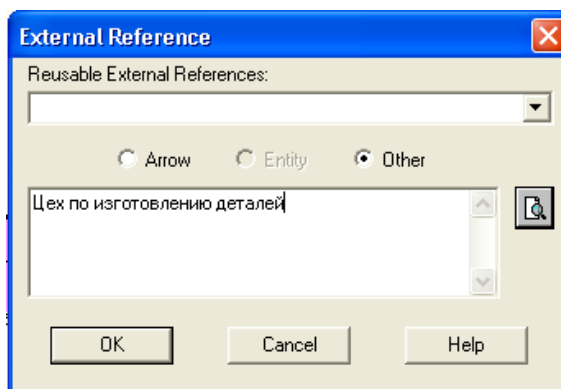 External Reference
Reusable External References:
Arrow Entity Other
Цех по изготовлению деталей
OK Cancel Help